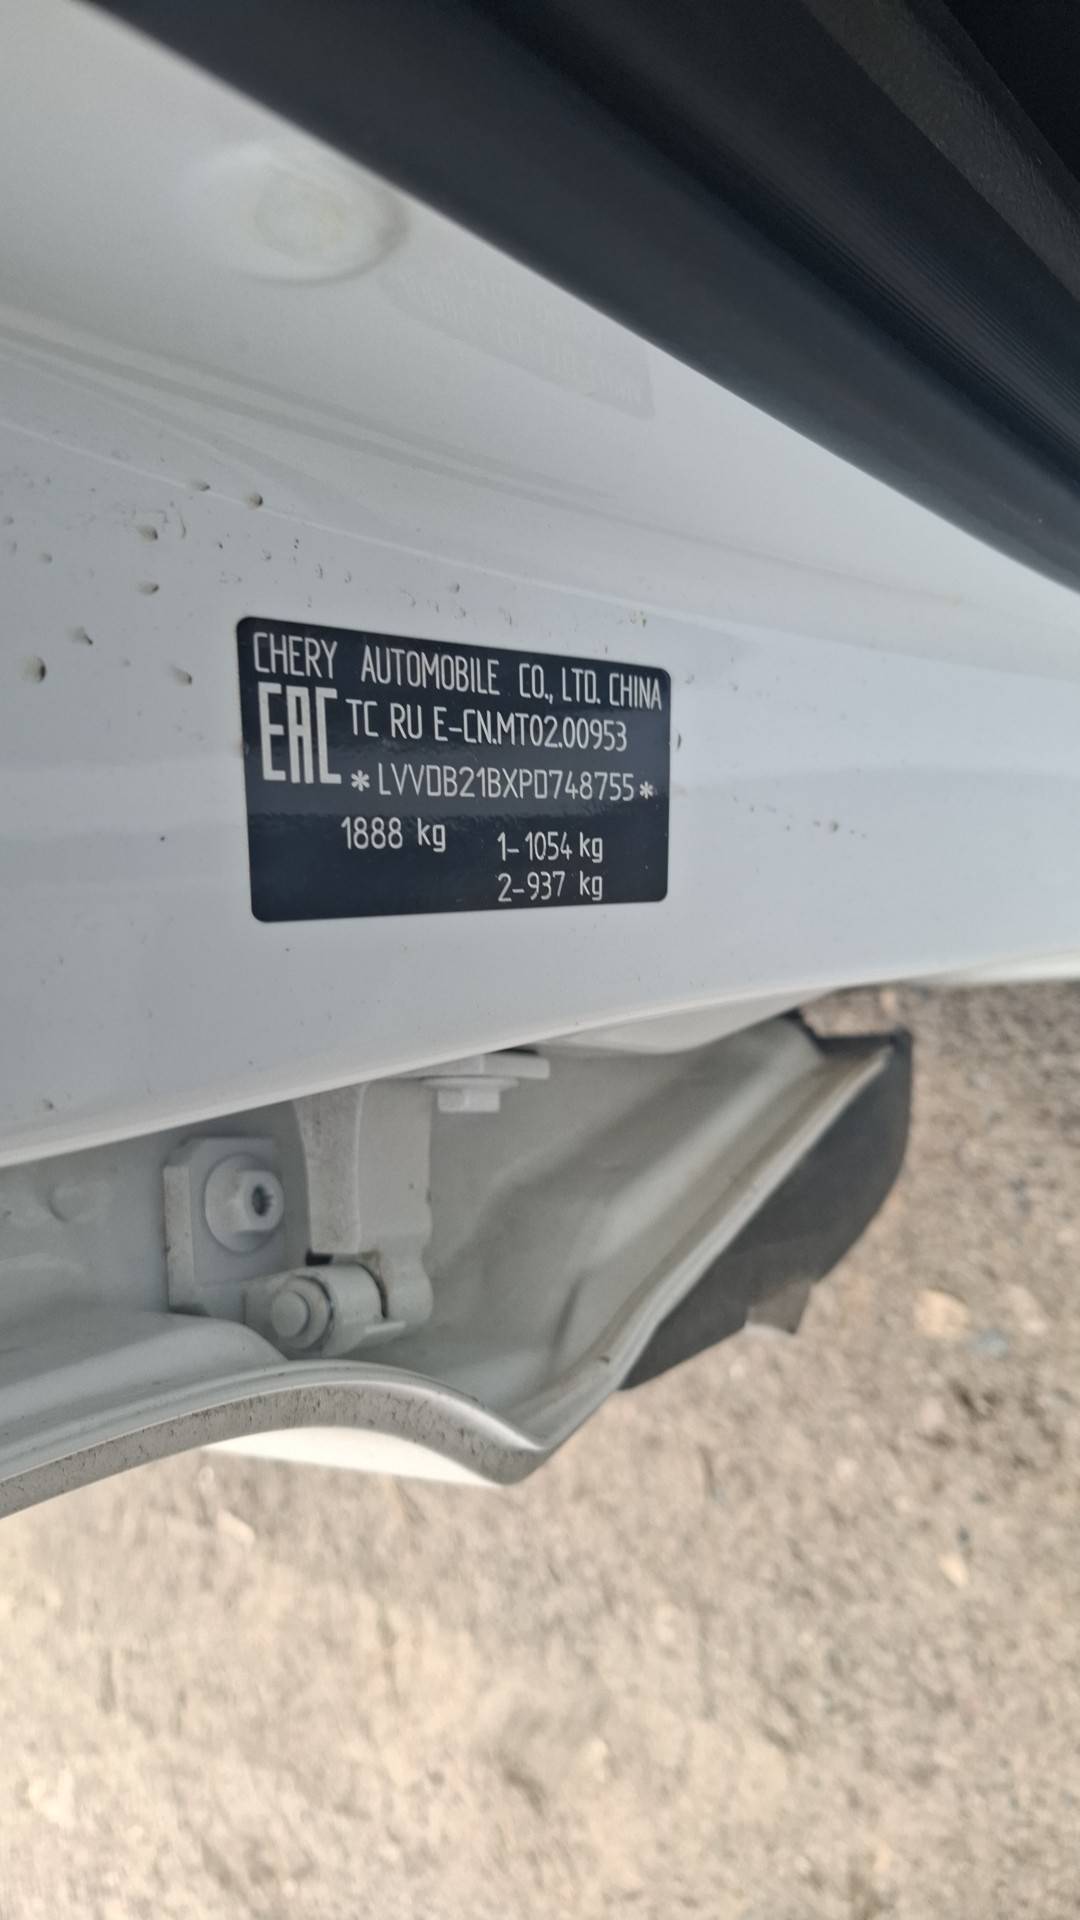 CHERY AUTOMOBILE CO., LTD. CHINA
EAC TC RU E-CN.MT02.00953
*LVVDB21BXPD748755*
1888 kg 1-1054 kg
2-937 kg